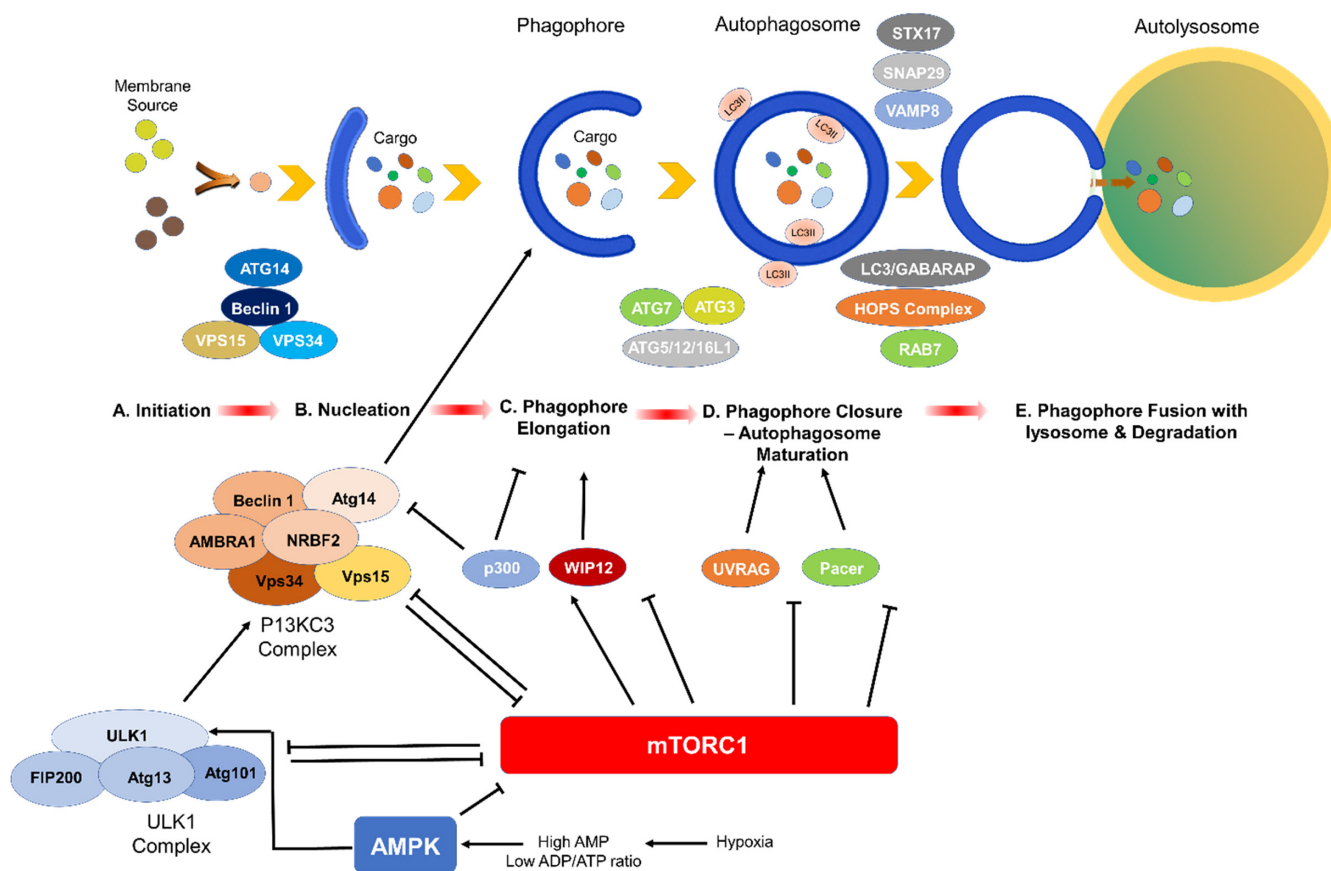 Phagophore
Autophagosome
Autolysosome
STX17
SNAP29
VAMP8
Membrane
Source
Cargo
Cargo
LC3II
LC3II
LC3II
LC3II
ATG14
Beclin 1
VPS15
VPS34
ATG7
ATG3
ATG5/12/16L1
LC3/GABARAP
HOPS Complex
RAB7
A. Initiation
B. Nucleation
C. Phagophore
Elongation
D. Phagophore Closure
– Autophagosome
Maturation
E. Phagophore Fusion with
lysosome & Degradation
Beclin 1
Atg14
AMBRA1
NRBF2
Vps34
Vps15
P13KC3
Complex
p300
WIP12
UVRAG
Pacer
ULK1
FIP200
Atg13
Atg101
ULK1
Complex
mTORC1
AMPK
High AMP
Low ADP/ATP ratio
Hypoxia